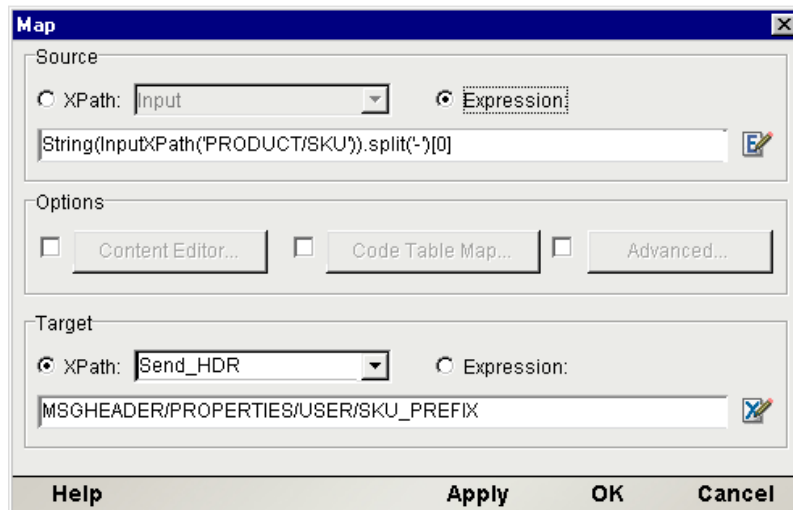 Map
Source
XPath: Input Expression:
String(InputXPath('PRODUCT/SKU')).split('-')[0]
Options
Content Editor... Code Table Map... Advanced...
Target
XPath: Send_HDR Expression:
MSGHEADER/PROPERTIES/USER/SKU_PREFIX
Help Apply OK Cancel